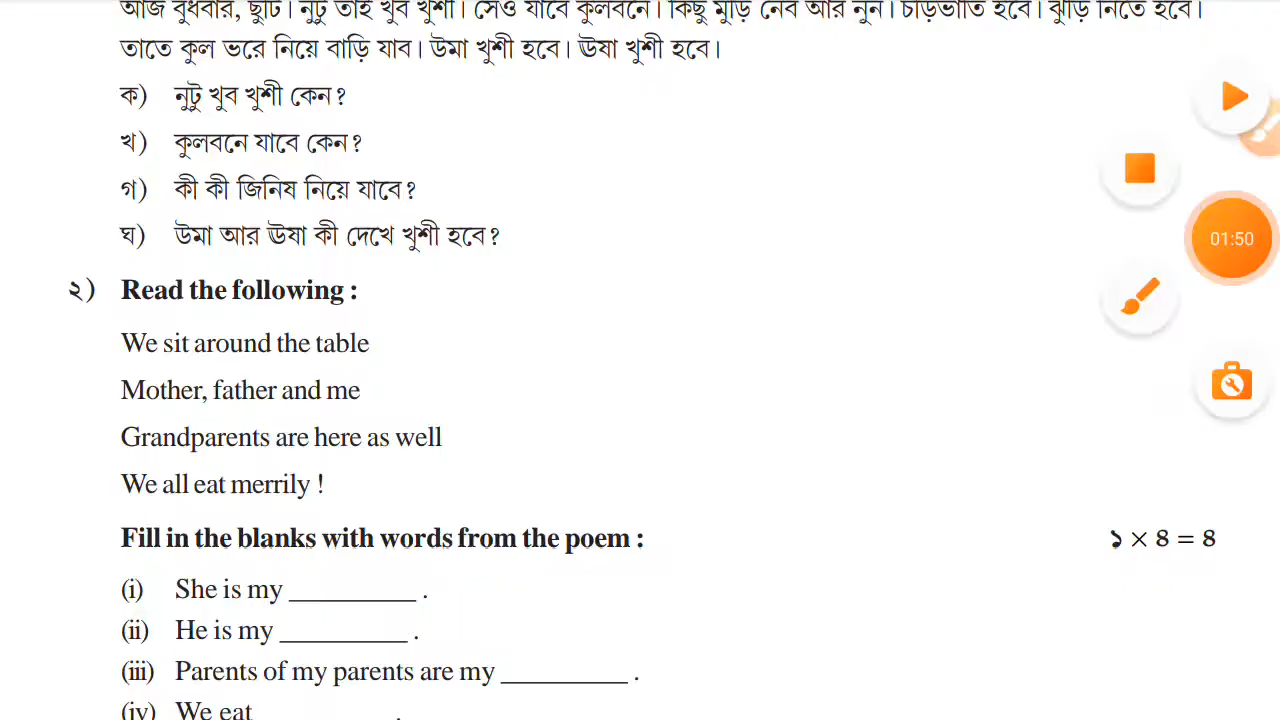 আজ বুধবার, ছুটি। নুটু তাই খুব খুশী। সেও যাবে কুলবনে। কিছু মুড়ি নেব আর নুন। চড়িভাতি হবে। ঝুড়ি নিতে হবে।
তাতে কুল ভরে নিয়ে বাড়ি যাব। উমা খুশী হবে। ঊষা খুশী হবে।
ক) নুটু খুব খুশী কেন?
খ) কুলবনে যাবে কেন?
গ) কী কী জিনিষ নিয়ে যাবে?
ঘ) উমা আর ঊষা কী দেখে খুশী হবে?
২) Read the following :
We sit around the table
Mother, father and me
Grandparents are here as well
We all eat merrily !
Fill in the blanks with words from the poem : ১ × ৪ = ৪
(i) She is my __________ .
(ii) He is my __________ .
(iii) Parents of my parents are my __________ .
(iv) We eat __________ .
01:50